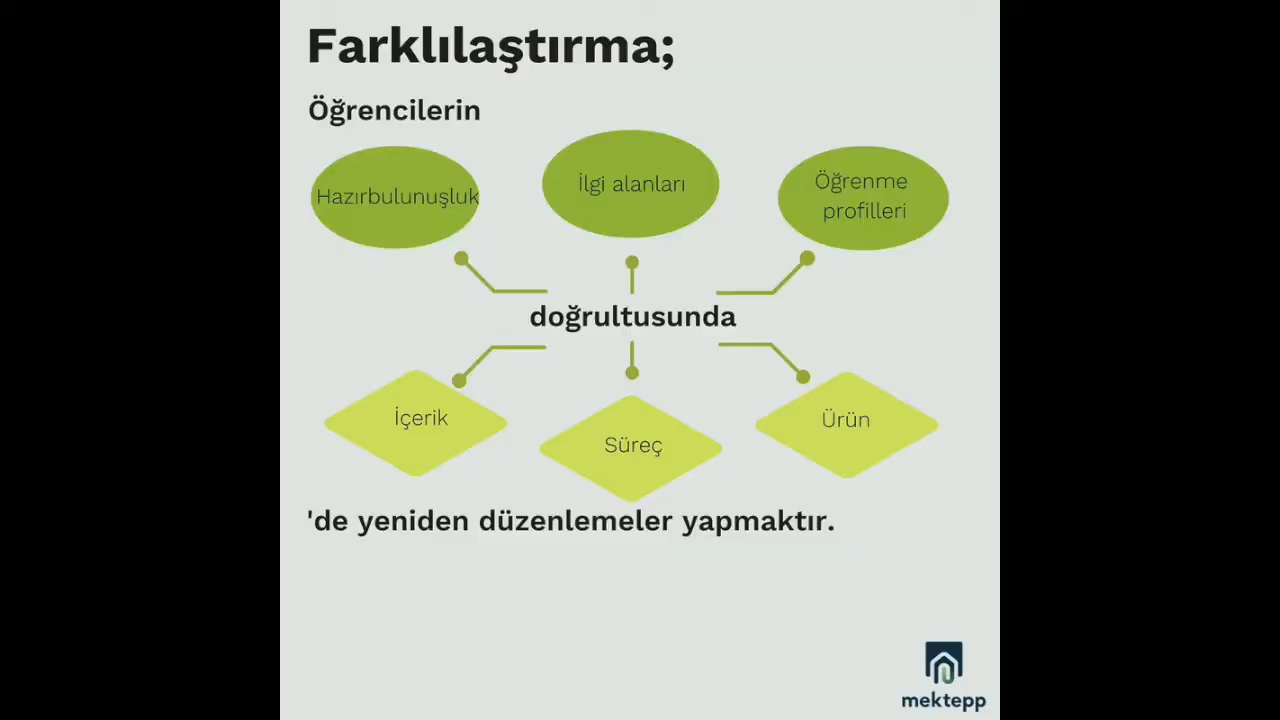 Farklılaştırma;
Öğrencilerin
Hazırbulunuşluk
İlgi alanları
Öğrenme
profilleri
doğrultusunda
İçerik
Süreç
Ürün
'de yeniden düzenlemeler yapmaktır.
mektepp